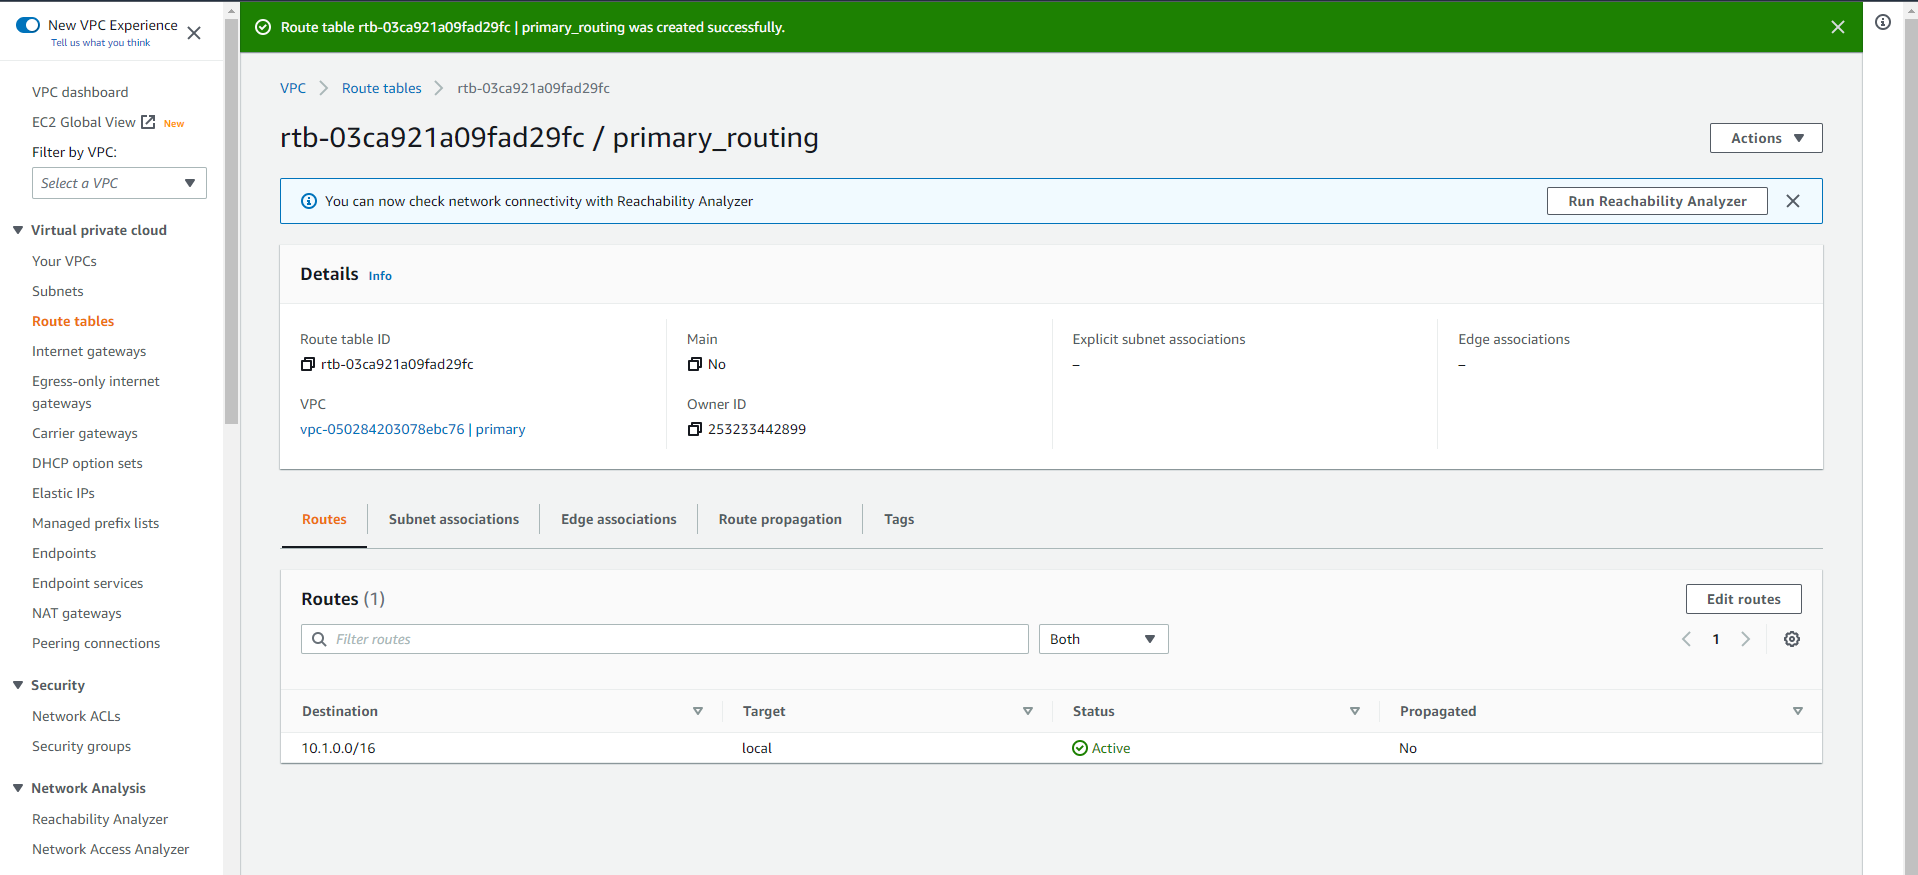 New VPC Experience
Tell us what you think
VPC dashboard
EC2 Global View New
Filter by VPC:
Select a VPC
Virtual private cloud
Your VPCs
Subnets
Route tables
Internet gateways
Egress-only internet
gateways
Carrier gateways
DHCP option sets
Elastic IPs
Managed prefix lists
Endpoints
Endpoint services
NAT gateways
Peering connections
Security
Network ACLs
Security groups
Network Analysis
Reachability Analyzer
Network Access Analyzer
Route table rtb-03ca921a09fad29fc | primary_routing was created successfully.
VPC Route tables rtb-03ca921a09fad29fc
rtb-03ca921a09fad29fc / primary_routing
Actions
You can now check network connectivity with Reachability Analyzer
Run Reachability Analyzer
Details Info
Route table ID
rtb-03ca921a09fad29fc
VPC
vpc-050284203078ebc76 | primary
Main
No
Owner ID
253233442899
Explicit subnet associations
–
Edge associations
–
Routes Subnet associations Edge associations Route propagation Tags
Routes (1)
Edit routes
Filter routes
Both
1
Destination Target Status Propagated
10.1.0.0/16 local Active No